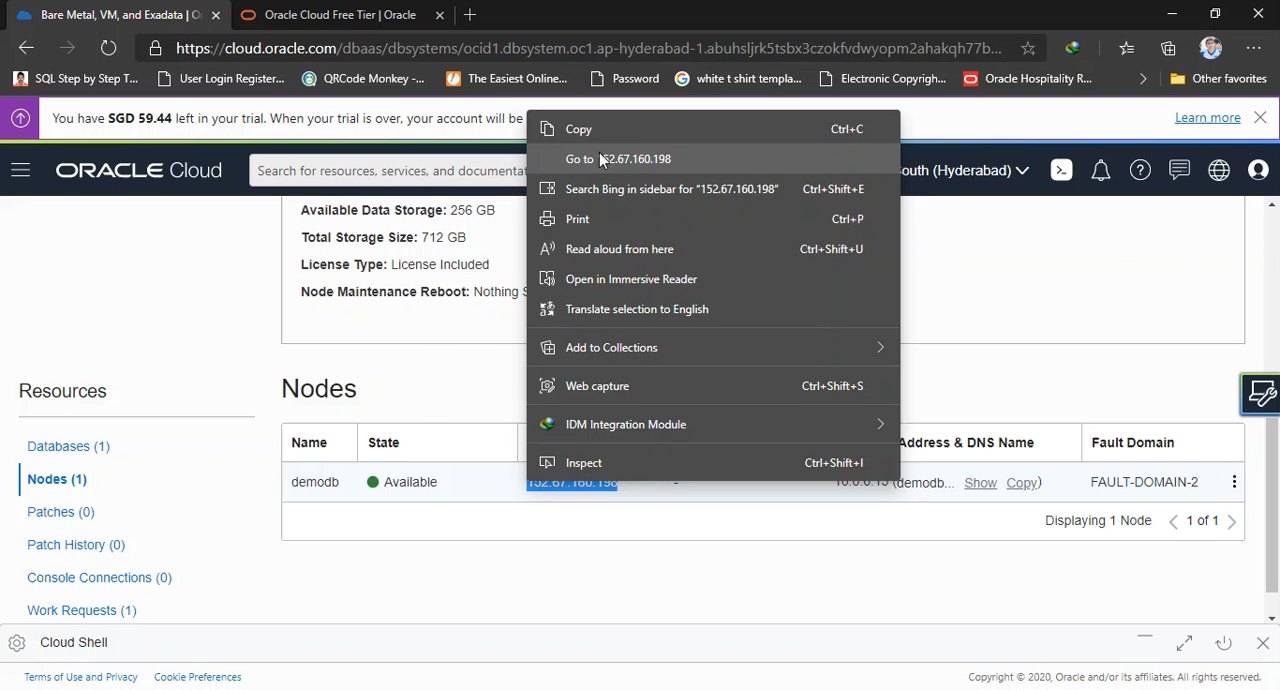 Bare Metal, VM, and Exadata | O
Oracle Cloud Free Tier | Oracle
https://cloud.oracle.com/dbaas/dbsystems/ocid1.dbsystem.oc1.ap-hyderabad-1.abuhsljrk5tsbx3czokfvdwyopm2ahakqh77b...
SQL Step by Step T...
User Login Register...
QRCode Monkey -...
The Easiest Online...
Password
white t shirt templa...
Electronic Copyrigh...
Oracle Hospitality R...
Other favorites
You have SGD 59.44 left in your trial. When your trial is over, your account will be
Learn more
ORACLE Cloud
Search for resources, services, and documenta
outh (Hyderabad)
Copy Ctrl+C
Go to 152.67.160.198
Search Bing in sidebar for "152.67.160.198" Ctrl+Shift+E
Print Ctrl+P
Read aloud from here Ctrl+Shift+U
Open in Immersive Reader
Translate selection to English
Add to Collections
Web capture Ctrl+Shift+S
IDM Integration Module
Inspect Ctrl+Shift+I
Available Data Storage: 256 GB
Total Storage Size: 712 GB
License Type: License Included
Node Maintenance Reboot: Nothing S
Resources
Databases (1)
Nodes (1)
Patches (0)
Patch History (0)
Console Connections (0)
Work Requests (1)
Nodes
Name State Address & DNS Name Fault Domain
demodb Available 152.67.160.198 - 10.0.0.15 (demodb... Show Copy) FAULT-DOMAIN-2
Displaying 1 Node 1 of 1
Cloud Shell
Terms of Use and Privacy Cookie Preferences
Copyright © 2020, Oracle and/or its affiliates. All rights reserved.